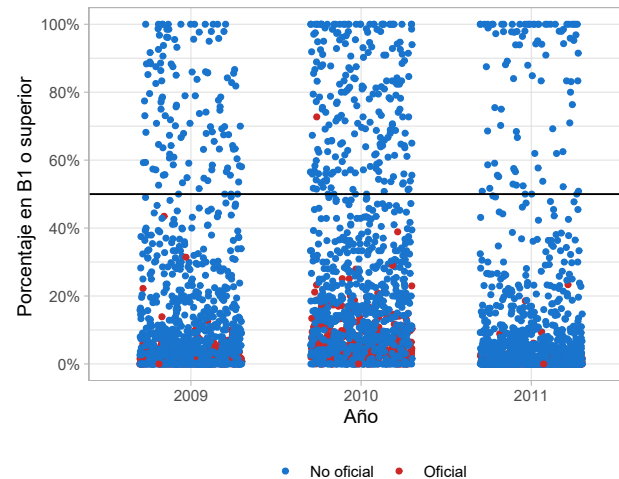 Porcentaje en B1 o superior
100%
80%
60%
40%
20%
0%
2009 2010 2011
Año
No oficial Oficial